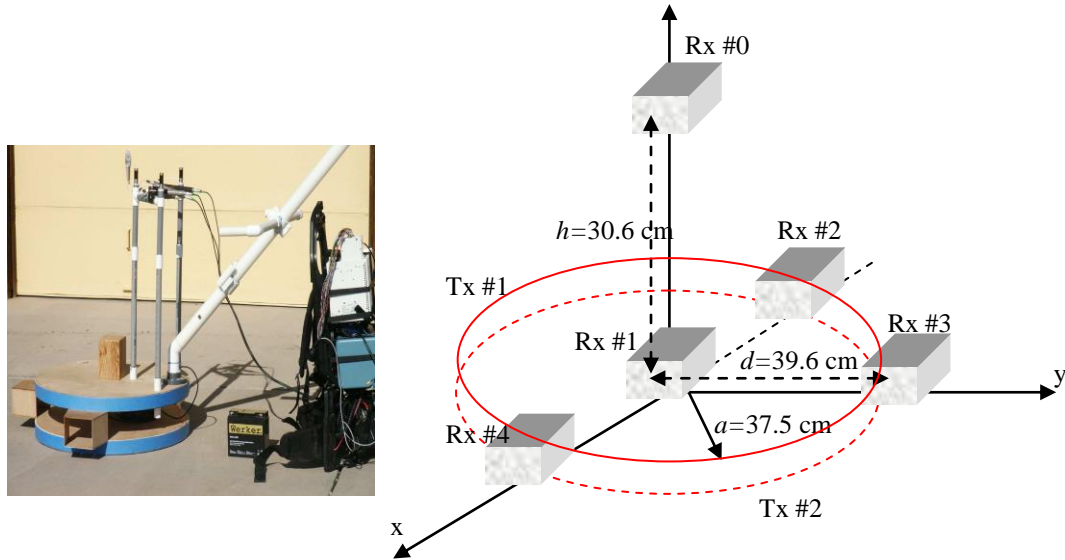 Rx #0
h=30.6 cm
Rx #2
Tx #1
Rx #1
Rx #3
d=39.6 cm
y
Rx #4
a=37.5 cm
Tx #2
x
Werker